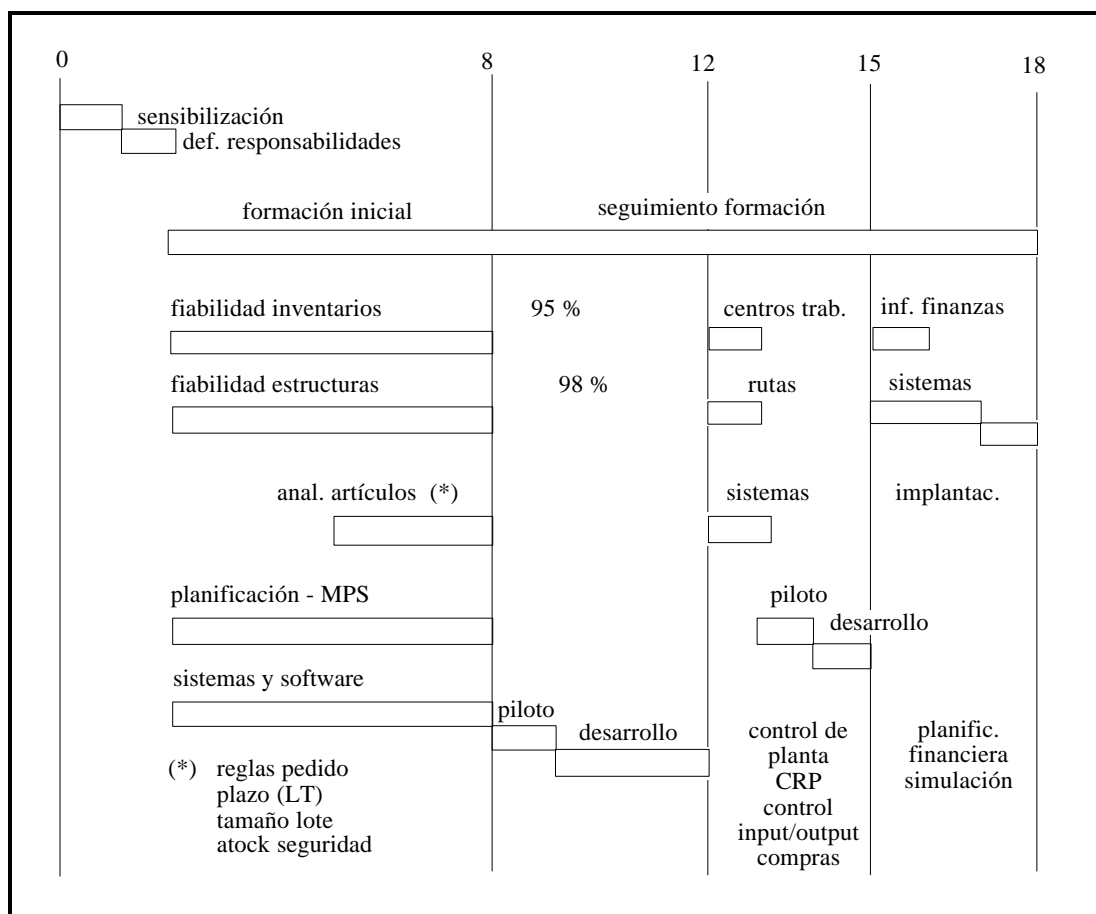 0 8 12 15 18
sensibilización
def. responsabilidades
formación inicial
seguimiento formación
fiabilidad inventarios
95 %
centros trab.
inf. finanzas
fiabilidad estructuras
98 %
rutas
sistemas
anal. artículos (*)
sistemas
implantac.
planificación - MPS
piloto
desarrollo
sistemas y software
piloto
desarrollo
(*) reglas pedido
plazo (LT)
tamaño lote
atock seguridad
control de
planta
CRP
control
input/output
compras
planific.
financiera
simulación